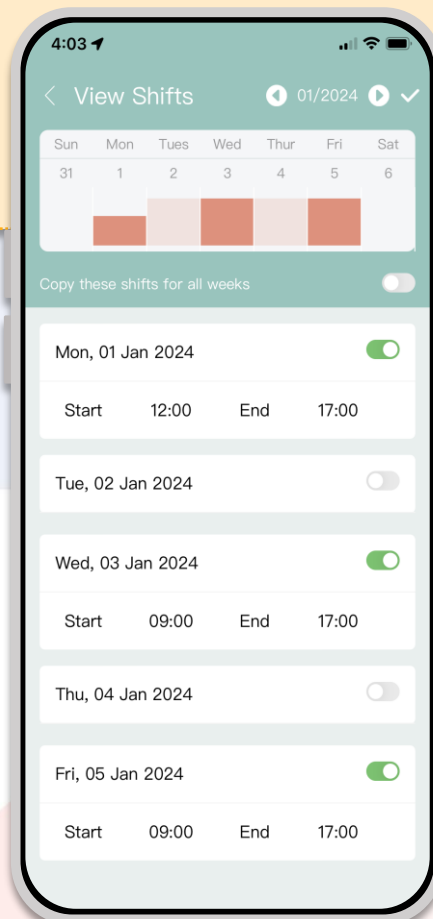 4:03
View Shifts 01/2024
Sun Mon Tues Wed Thur Fri Sat
31 1 2 3 4 5 6
Copy these shifts for all weeks
Mon, 01 Jan 2024
Start 12:00 End 17:00
Tue, 02 Jan 2024
Wed, 03 Jan 2024
Start 09:00 End 17:00
Thu, 04 Jan 2024
Fri, 05 Jan 2024
Start 09:00 End 17:00